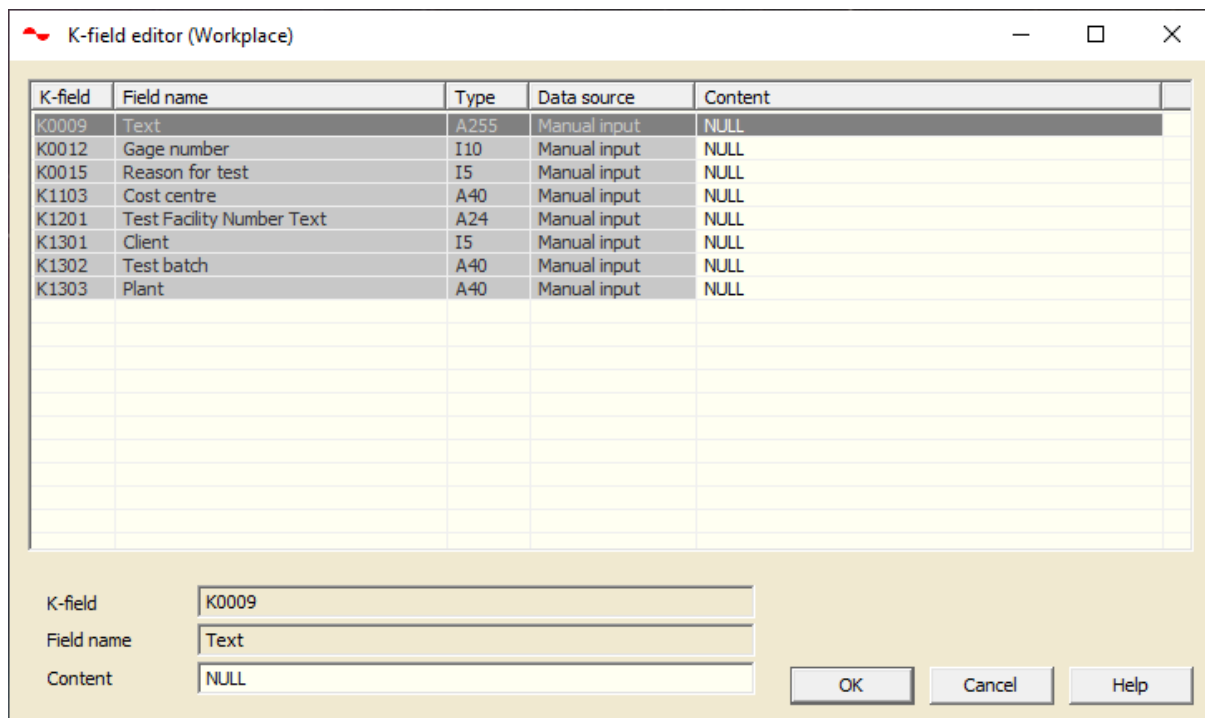 K-field editor (Workplace)
K-field Field name Type Data source Content
K0009 Text A255 Manual input NULL
K0012 Gage number I10 Manual input NULL
K0015 Reason for test I5 Manual input NULL
K1103 Cost centre A40 Manual input NULL
K1201 Test Facility Number Text A24 Manual input NULL
K1301 Client I5 Manual input NULL
K1302 Test batch A40 Manual input NULL
K1303 Plant A40 Manual input NULL
K-field K0009
Field name Text
Content NULL
OK Cancel Help